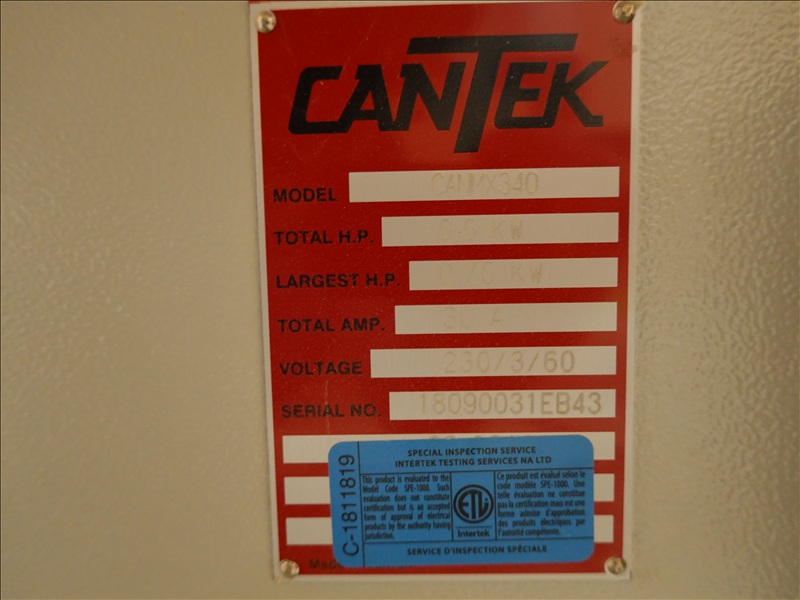 CANTEK
MODEL CANMX340
TOTAL H.P. KW
LARGEST H.P. KW
TOTAL AMP. A
VOLTAGE 230/3/60
SERIAL NO. 18090031EB43
C-1811819
SPECIAL INSPECTION SERVICE
INTERTEK TESTING SERVICES NA LTD
This product is evaluated to the
Model Code SPE-1000. Such
evaluation does not constitute
certification but is an accepted
form of approval of electrical
products by the authority having
jurisdiction.
ETL
Intertek
Ce produit est évalué selon le
code modèle SPE-1000. Une
telle évaluation ne constitue
pas la certification mais est une
forme admise d'approbation
des produits électriques par
l'autorité compétente.
SERVICE D'INSPECTION SPÉCIALE